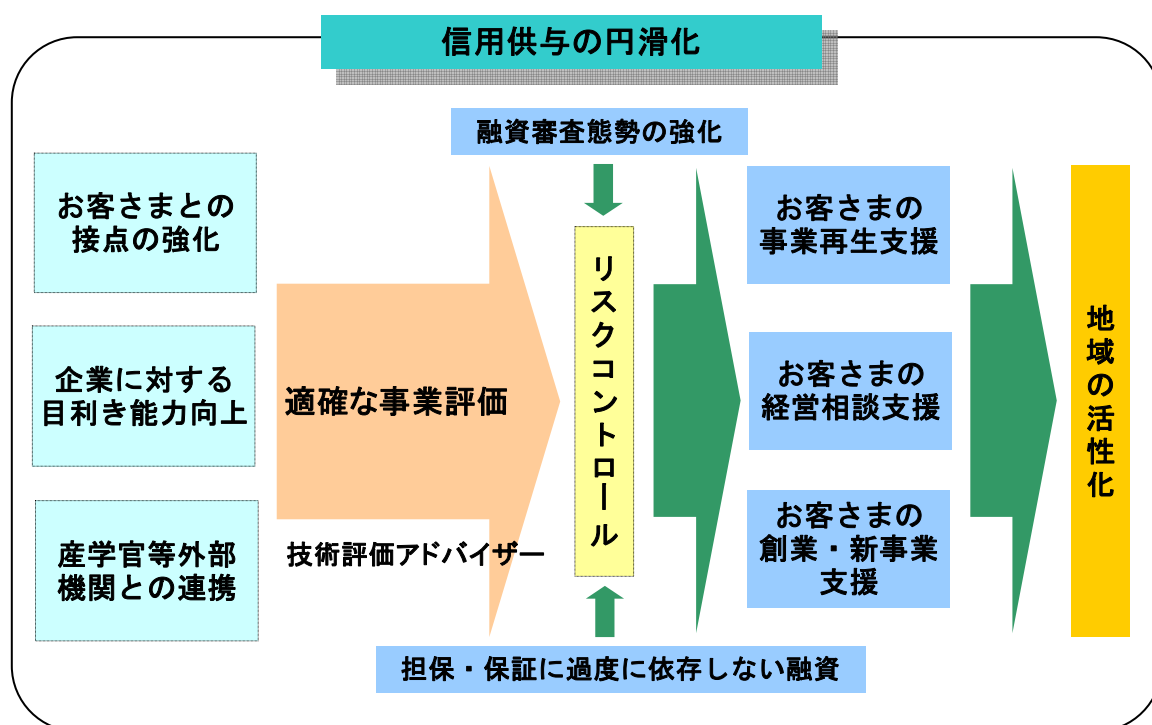 信用供与の円滑化
融資審査態勢の強化
お客さまとの
接点の強化
企業に対する
目利き能力向上
産学官等外部
機関との連携
適確な事業評価
技術評価アドバイザー
リスクコントロール
担保・保証に過度に依存しない融資
お客さまの
事業再生支援
お客さまの
経営相談支援
お客さまの
創業・新事業
支援
地域の活性化